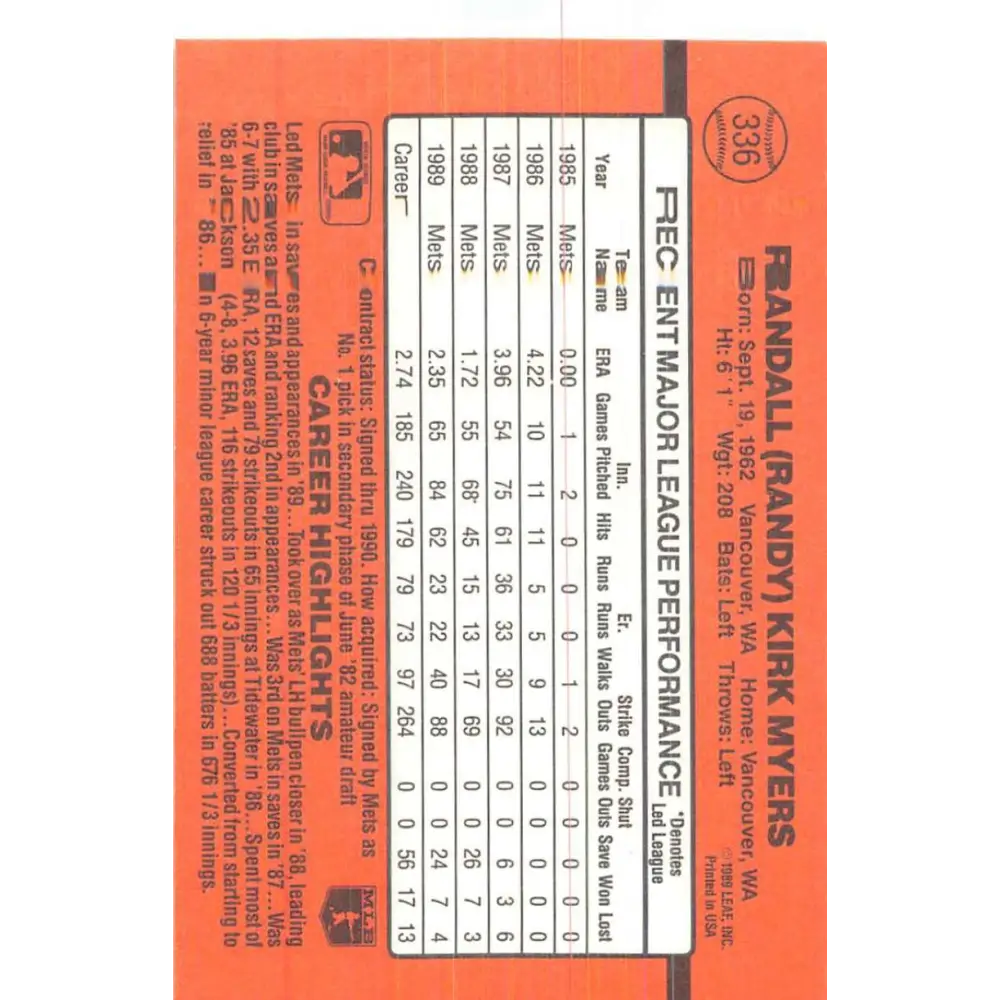 336
RANDALL (RANDY) KIRK MYERS
Born: Sept. 19, 1962 Vancouver, WA Home: Vancouver, WA
Ht: 6'1" Wgt: 208 Bats: Left Throws: Left
© 1989 LEAF, INC.
Printed in USA
RECENT MAJOR LEAGUE PERFORMANCE
*Denotes
Led League
Team Inn. Er. Strike Comp. Shut
Year Name ERA Games Pitched Hits Runs Runs Walks Outs Games Outs Save Won Lost
1985 Mets 0.00 1 2 0 0 0 1 2 0 0 0 0 0
1986 Mets 4.22 10 11 11 5 5 9 13 0 0 0 0 0
1987 Mets 3.96 54 75 61 36 33 30 92 0 0 6 3 6
1988 Mets 1.72 55 68 45 15 13 17 69 0 0 26 7 3
1989 Mets 2.35 65 84 62 23 22 40 88 0 0 24 7 4
Career 2.74 185 240 179 79 73 97 264 0 0 56 17 13
Contract status: Signed thru 1990. How acquired: Signed by Mets as
No. 1 pick in secondary phase of June '82 amateur draft
MLB
CAREER HIGHLIGHTS
Led Mets in saves and appearances in '89... Took over as Mets' LH bullpen closer in '88, leading
club in saves and ERA and ranking 2nd in appearances... Was 3rd on Mets in saves in '87... Was
6-7 with 2.35 ERA, 12 saves and 79 strikeouts in 65 innings at Tidewater in '86... Spent most of
'85 at Jackson (4-8, 3.96 ERA, 116 strikeouts in 120 1/3 innings)... Converted from starting to
relief in '86... In 6-year minor league career struck out 688 batters in 676 1/3 innings.